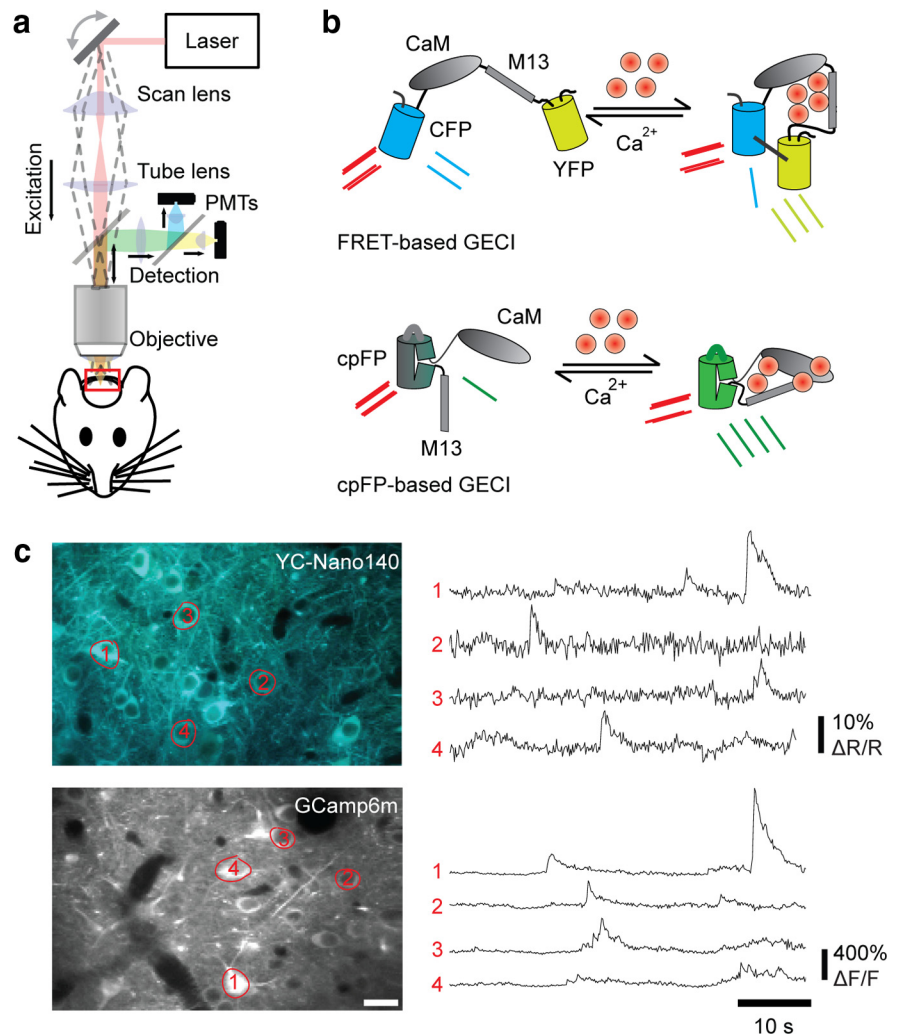 a
Laser
Scan lens
Excitation
Tube lens
PMTs
Detection
Objective
b
CaM
M13
CFP
YFP
Ca2+
FRET-based GECI
CaM
cpFP
Ca2+
M13
cpFP-based GECI
c
YC-Nano140
1
2
3
4
1
2
3
4
10%
ΔR/R
GCamp6m
1
2
3
4
1
2
3
4
400%
ΔF/F
10 s